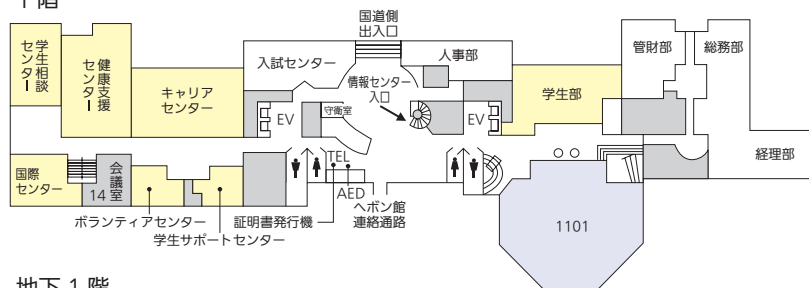 1 階
国道側
出入口
学生相談
センター
健康支援
センター
キャリア
センター
入試センター
人事部
情報センター
入口
管財部
総務部
学生部
EV
守衛室
EV
経理部
国際
センター
会議室
14
TEL
AED
ボランティアセンター
学生サポートセンター
証明書発行機
ヘボン館
連絡通路
1101
地下 1 階